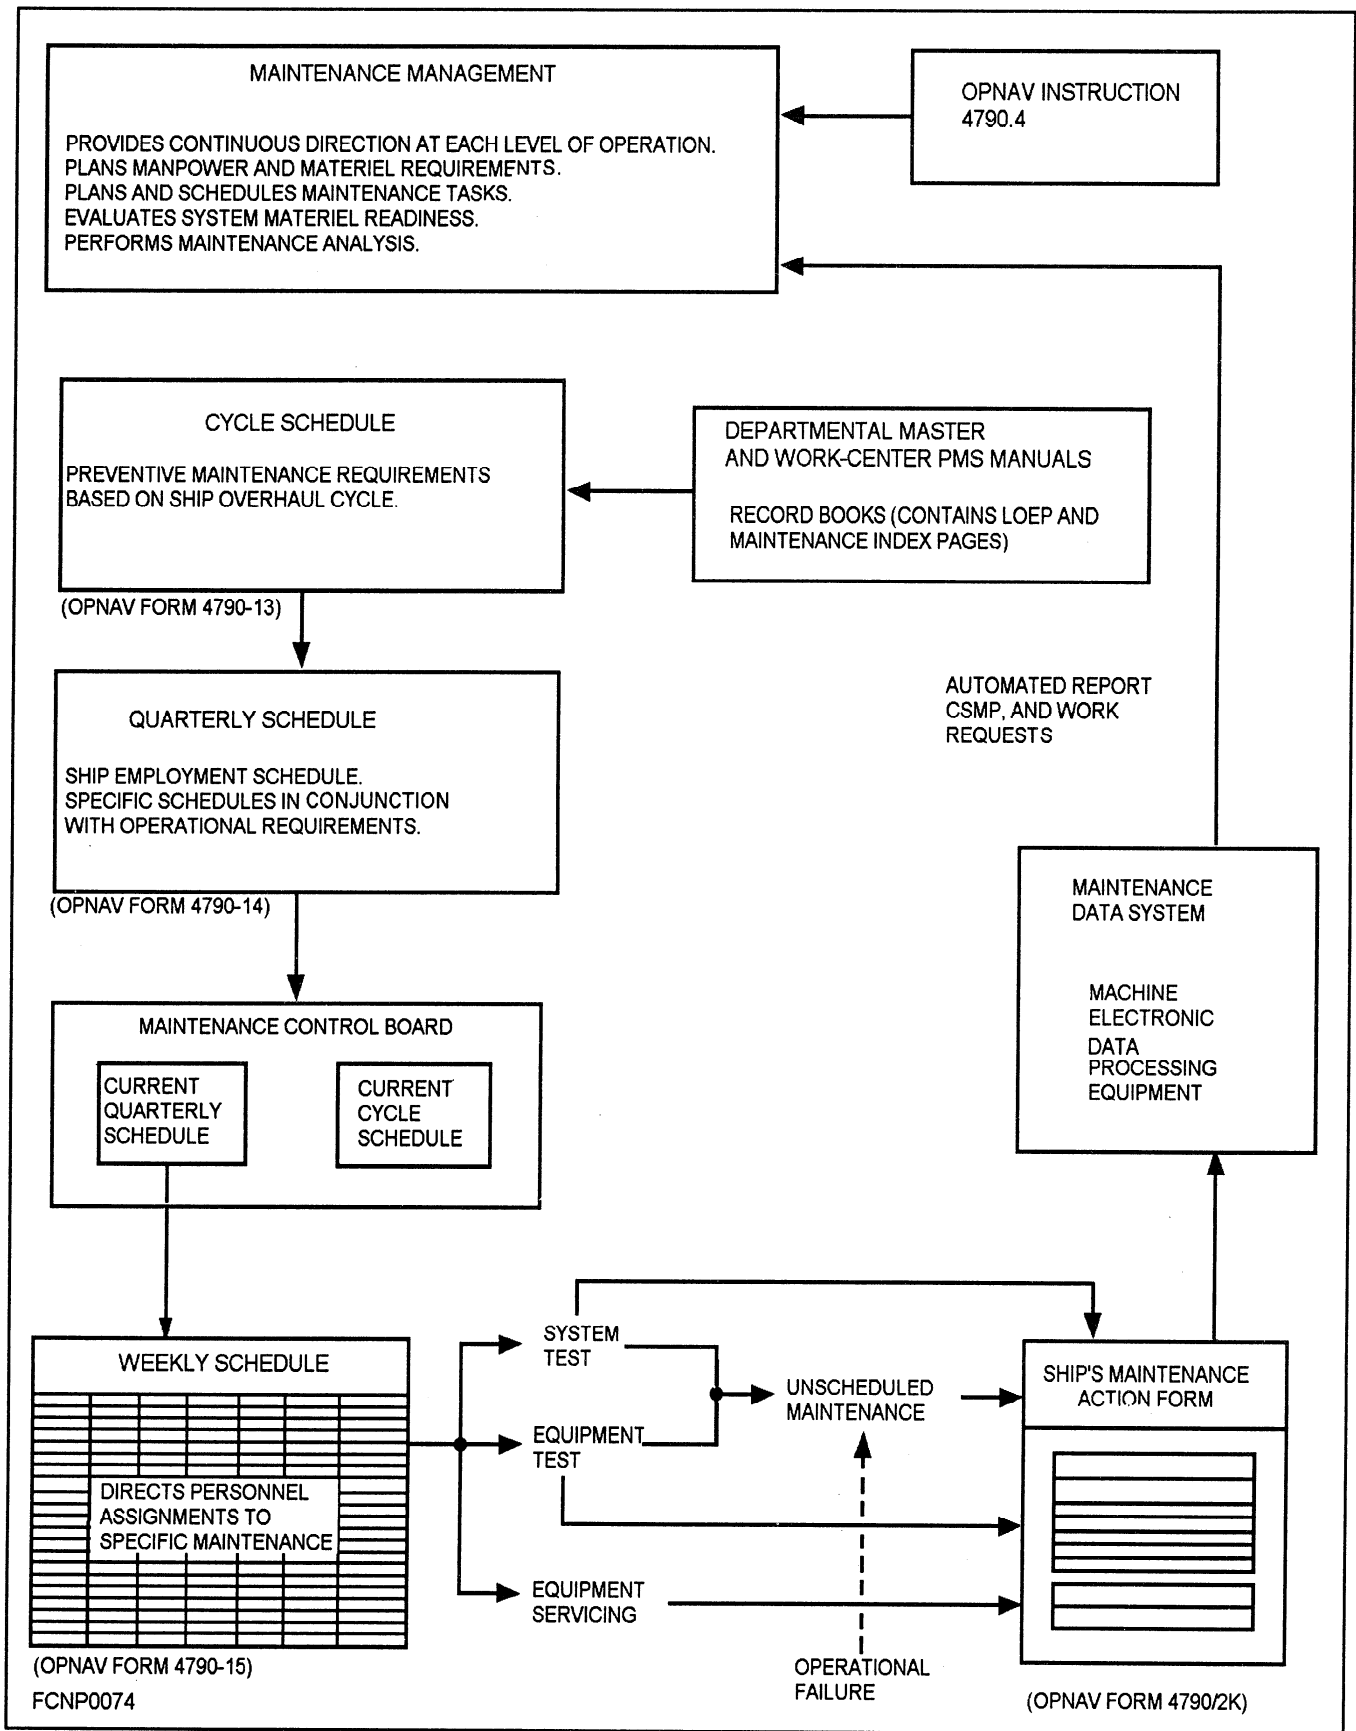 MAINTENANCE MANAGEMENT
PROVIDES CONTINUOUS DIRECTION AT EACH LEVEL OF OPERATION.
PLANS MANPOWER AND MATERIEL REQUIREMENTS.
PLANS AND SCHEDULES MAINTENANCE TASKS.
EVALUATES SYSTEM MATERIEL READINESS.
PERFORMS MAINTENANCE ANALYSIS.
OPNAV INSTRUCTION
4790.4
CYCLE SCHEDULE
PREVENTIVE MAINTENANCE REQUIREMENTS
BASED ON SHIP OVERHAUL CYCLE.
(OPNAV FORM 4790-13)
DEPARTMENTAL MASTER
AND WORK-CENTER PMS MANUALS
RECORD BOOKS (CONTAINS LOEP AND
MAINTENANCE INDEX PAGES)
QUARTERLY SCHEDULE
SHIP EMPLOYMENT SCHEDULE.
SPECIFIC SCHEDULES IN CONJUNCTION
WITH OPERATIONAL REQUIREMENTS.
(OPNAV FORM 4790-14)
AUTOMATED REPORT
CSMP, AND WORK
REQUESTS
MAINTENANCE
DATA SYSTEM
MACHINE
ELECTRONIC
DATA
PROCESSING
EQUIPMENT
MAINTENANCE CONTROL BOARD
CURRENT
QUARTERLY
SCHEDULE
CURRENT
CYCLE
SCHEDULE
WEEKLY SCHEDULE
DIRECTS PERSONNEL
ASSIGNMENTS TO
SPECIFIC MAINTENANCE
(OPNAV FORM 4790-15)
SYSTEM
TEST
EQUIPMENT
TEST
EQUIPMENT
SERVICING
UNSCHEDULED
MAINTENANCE
OPERATIONAL
FAILURE
SHIP'S MAINTENANCE
ACTION FORM
(OPNAV FORM 4790/2K)
FCNP0074